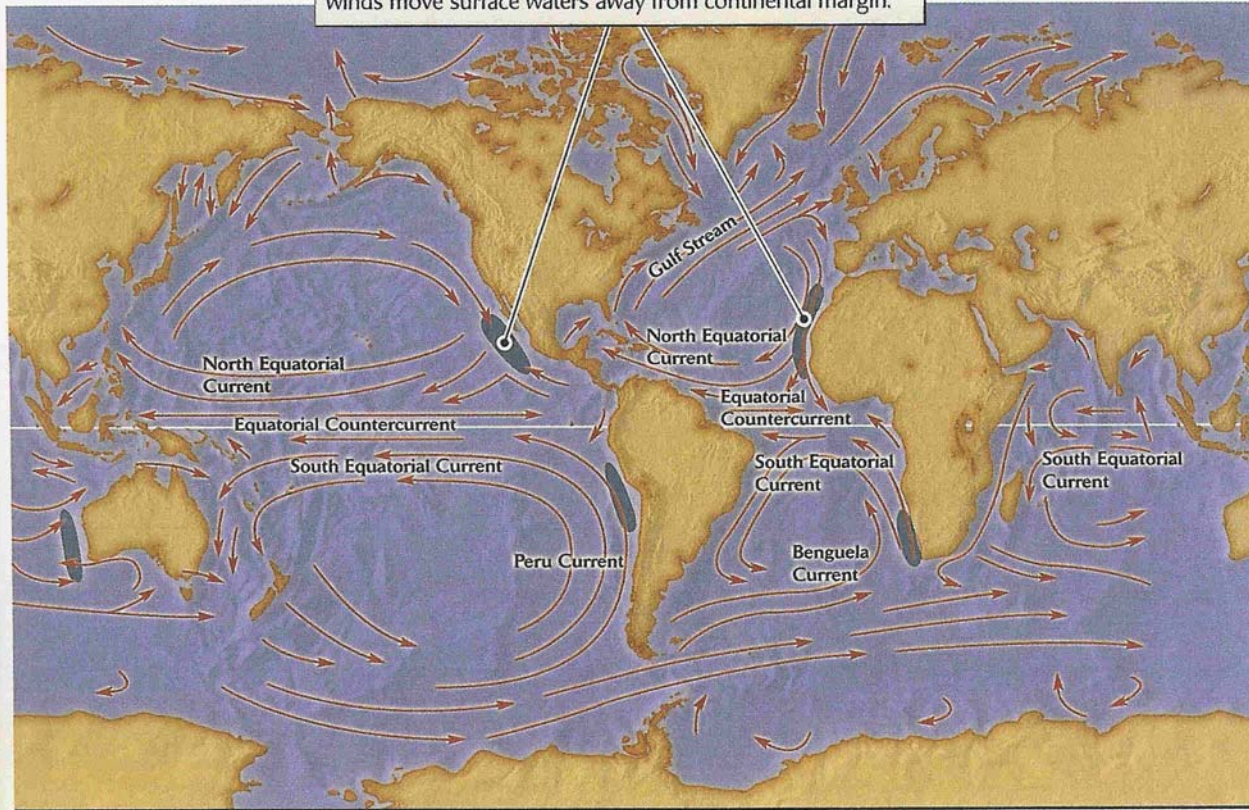 winds move surface waters away from continental margin.
Gulf Stream
North Equatorial
Current
North Equatorial
Current
Equatorial
Countercurrent
Equatorial Countercurrent
South Equatorial Current
South Equatorial
Current
South Equatorial
Current
Peru Current
Benguela
Current